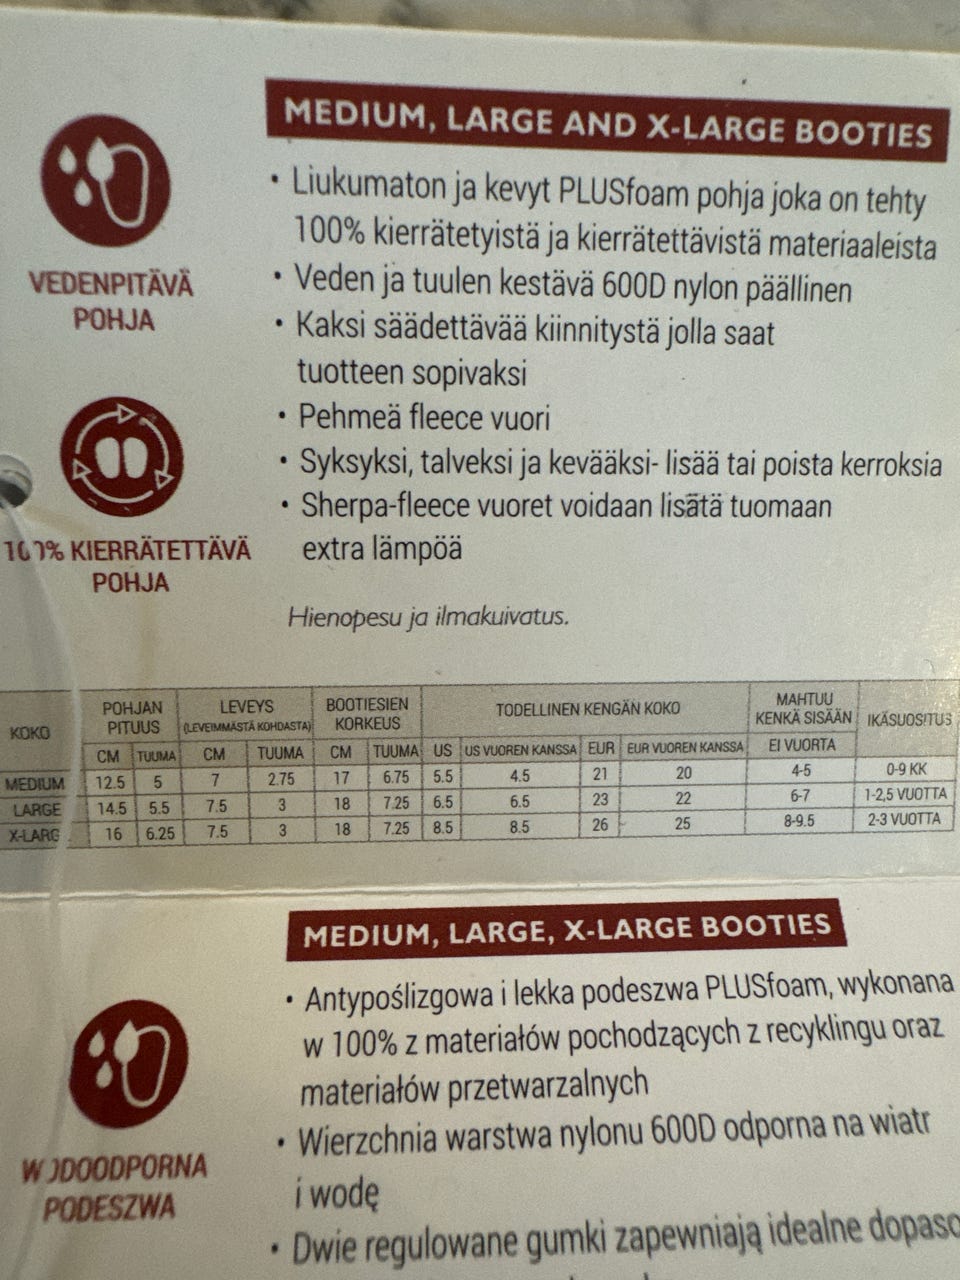 MEDIUM, LARGE AND X-LARGE BOOTIES
VEDENPITÄVÄ
POHJA
100% KIERRÄTETTÄVÄ
POHJA
• Liukumaton ja kevyt PLUSfoam pohja joka on tehty
100% kierrätetyistä ja kierrätettävistä materiaaleista
• Veden ja tuulen kestävä 600D nylon päällinen
• Kaksi säädettävää kiinnitystä jolla saat
tuotteen sopivaksi
• Pehmeä fleece vuori
• Syksyksi, talveksi ja kevääksi- lisää tai poista kerroksia
• Sherpa-fleece vuoret voidaan lisätä tuomaan
extra lämpöä
Hienopesu ja ilmakuivatus.
KOKO POHJAN PITUUS LEVEYS (LEVEIMMÄSTÄ KOHDASTA) BOOTIESIEN KORKEUS TODELLINEN KENGÄN KOKO MAHTUU KENKÄ SISÄÄN IKÄSUOSITUS
CM TUUMA CM TUUMA CM TUUMA US US VUOREN KANSSA EUR EUR VUOREN KANSSA EI VUORTA
MEDIUM 12.5 5 7 2.75 17 6.75 5.5 4.5 21 20 4-5 0-9 KK
LARGE 14.5 5.5 7.5 3 18 7.25 6.5 6.5 23 22 6-7 1-2,5 VUOTTA
X-LARG 16 6.25 7.5 3 18 7.25 8.5 8.5 26 25 8-9.5 2-3 VUOTTA
MEDIUM, LARGE, X-LARGE BOOTIES
WODOODPORNA
PODESZWA
• Antypoślizgowa i lekka podeszwa PLUSfoam, wykonana
w 100% z materiałów pochodzących z recyklingu oraz
materiałów przetwarzalnych
• Wierzchnia warstwa nylonu 600D odporna na wiatr
i wodę
• Dwie regulowane gumki zapewniają idealne dopaso